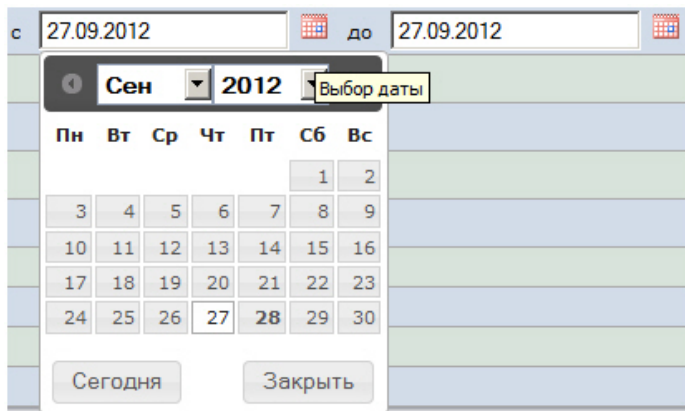 с 27.09.2012 до 27.09.2012
Сен 2012 Выбор даты
Пн Вт Ср Чт Пт Сб Вс
1 2
3 4 5 6 7 8 9
10 11 12 13 14 15 16
17 18 19 20 21 22 23
24 25 26 27 28 29 30
Сегодня Закрыть